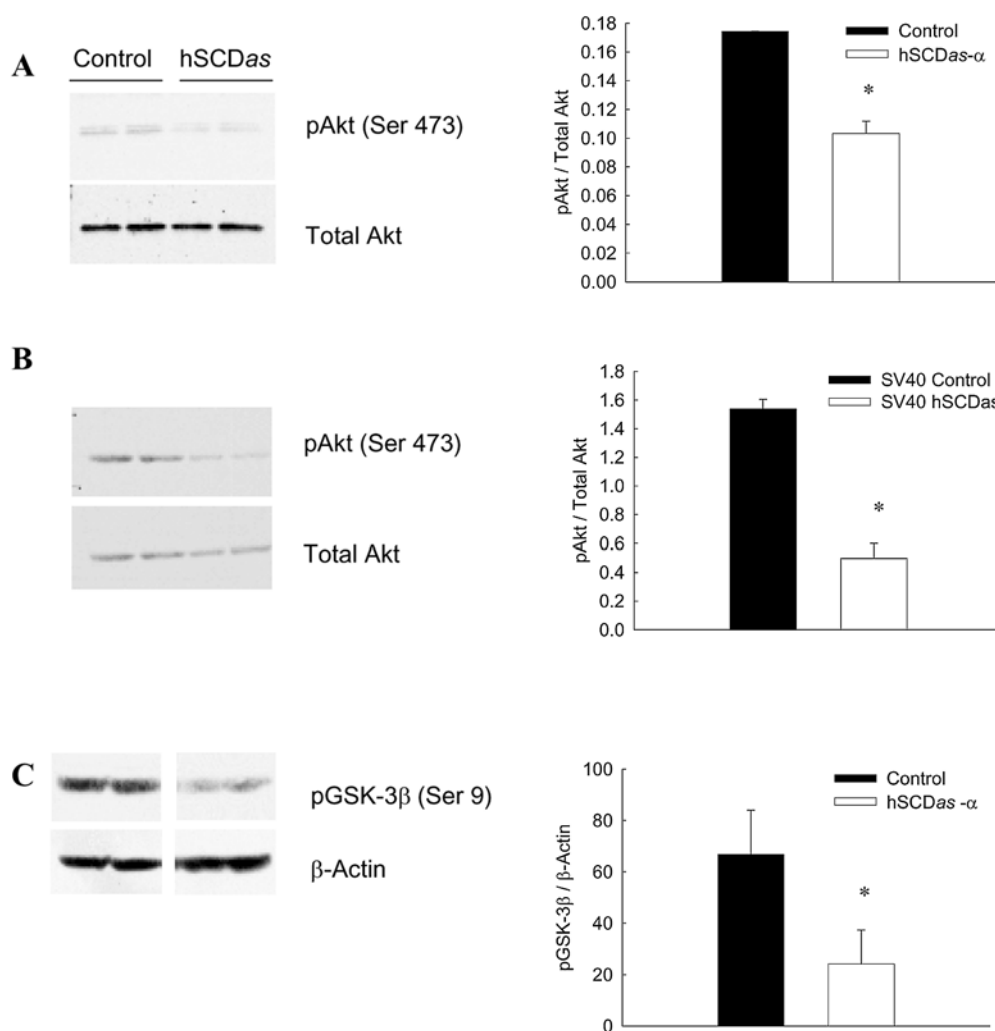 A
Control hSCDas
pAkt (Ser 473)
Total Akt
pAkt / Total Akt
0.18
0.16
0.14
0.12
0.10
0.08
0.06
0.04
0.02
0.00
Control
hSCDas-α
*
B
pAkt (Ser 473)
Total Akt
pAkt / Total Akt
1.8
1.6
1.4
1.2
1.0
0.8
0.6
0.4
0.2
0.0
SV40 Control
SV40 hSCDas
*
C
pGSK-3β (Ser 9)
β-Actin
pGSK-3β / β-Actin
100
80
60
40
20
0
Control
hSCDas -α
*